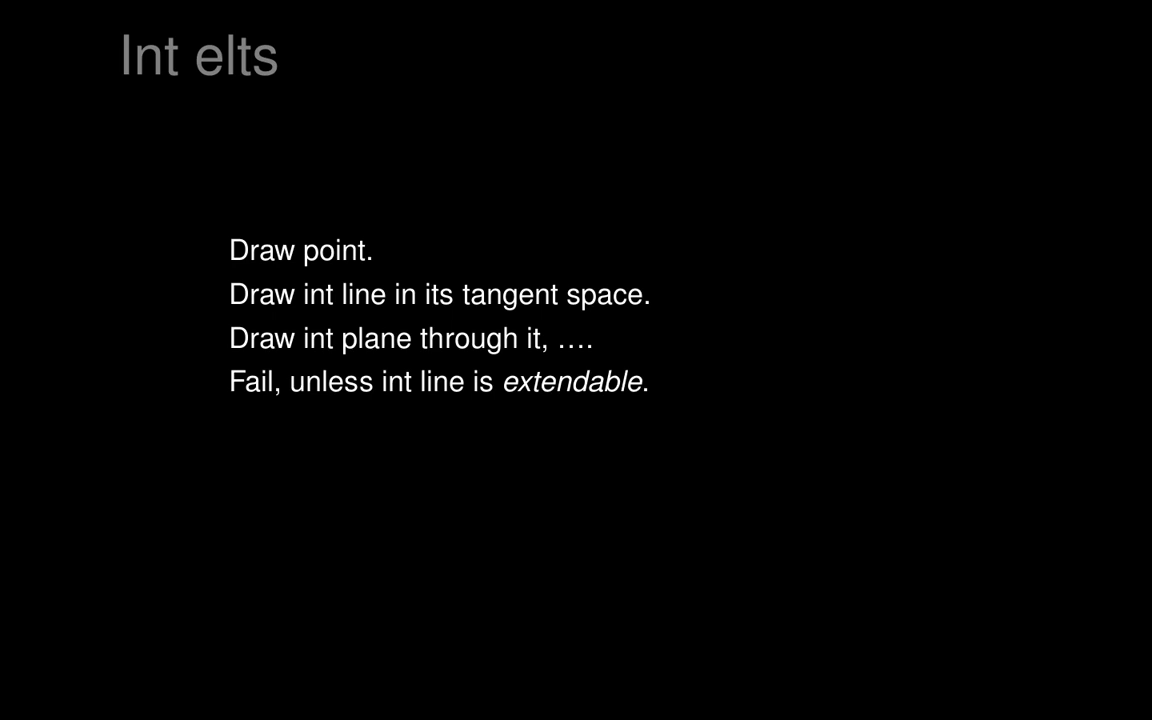 Int elts
Draw point.
Draw int line in its tangent space.
Draw int plane through it, ….
Fail, unless int line is extendable.